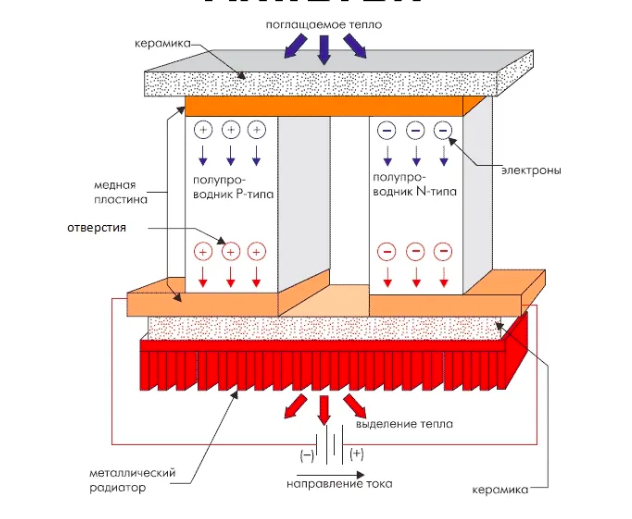 поглощаемое тепло
керамика
полупро-
водник P-типа
полупро-
водник N-типа
электроны
медная
пластина
отверстия
выделение тепла
(–)
(+)
металлический
радиатор
направление тока
керамика